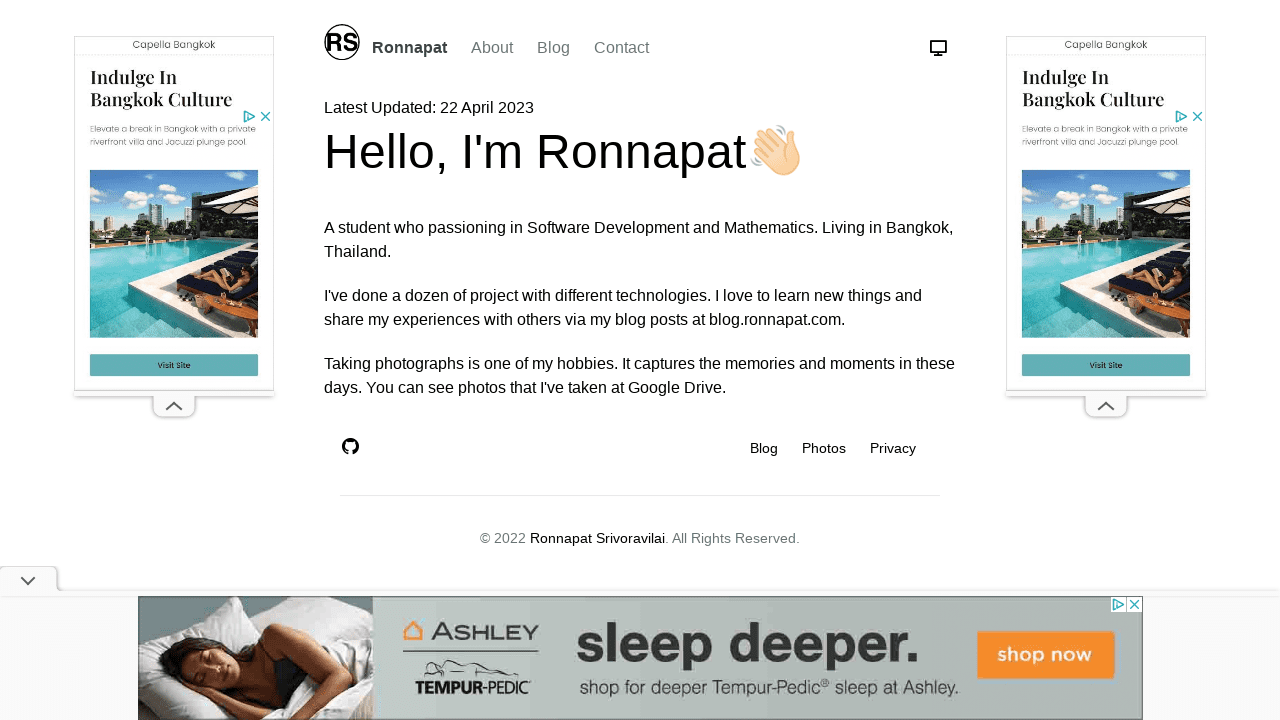 RS
Ronnapat
About
Blog
Contact
Latest Updated: 22 April 2023
Hello, I'm Ronnapat👋🏼
A student who passioning in Software Development and Mathematics. Living in Bangkok,
Thailand.
I've done a dozen of project with different technologies. I love to learn new things and
share my experiences with others via my blog posts at blog.ronnapat.com.
Taking photographs is one of my hobbies. It captures the memories and moments in these
days. You can see photos that I've taken at Google Drive.
Blog
Photos
Privacy
© 2022 Ronnapat Srivoravilai. All Rights Reserved.
Capella Bangkok
Indulge In
Bangkok Culture
Elevate a break in Bangkok with a private
riverfront villa and Jacuzzi plunge pool
Visit Site
Capella Bangkok
Indulge In
Bangkok Culture
Elevate a break in Bangkok with a private
riverfront villa and Jacuzzi plunge pool
Visit Site
ASHLEY
TEMPUR-PEDIC®
sleep deeper.
shop for deeper Tempur-Pedic® sleep at Ashley.
shop now